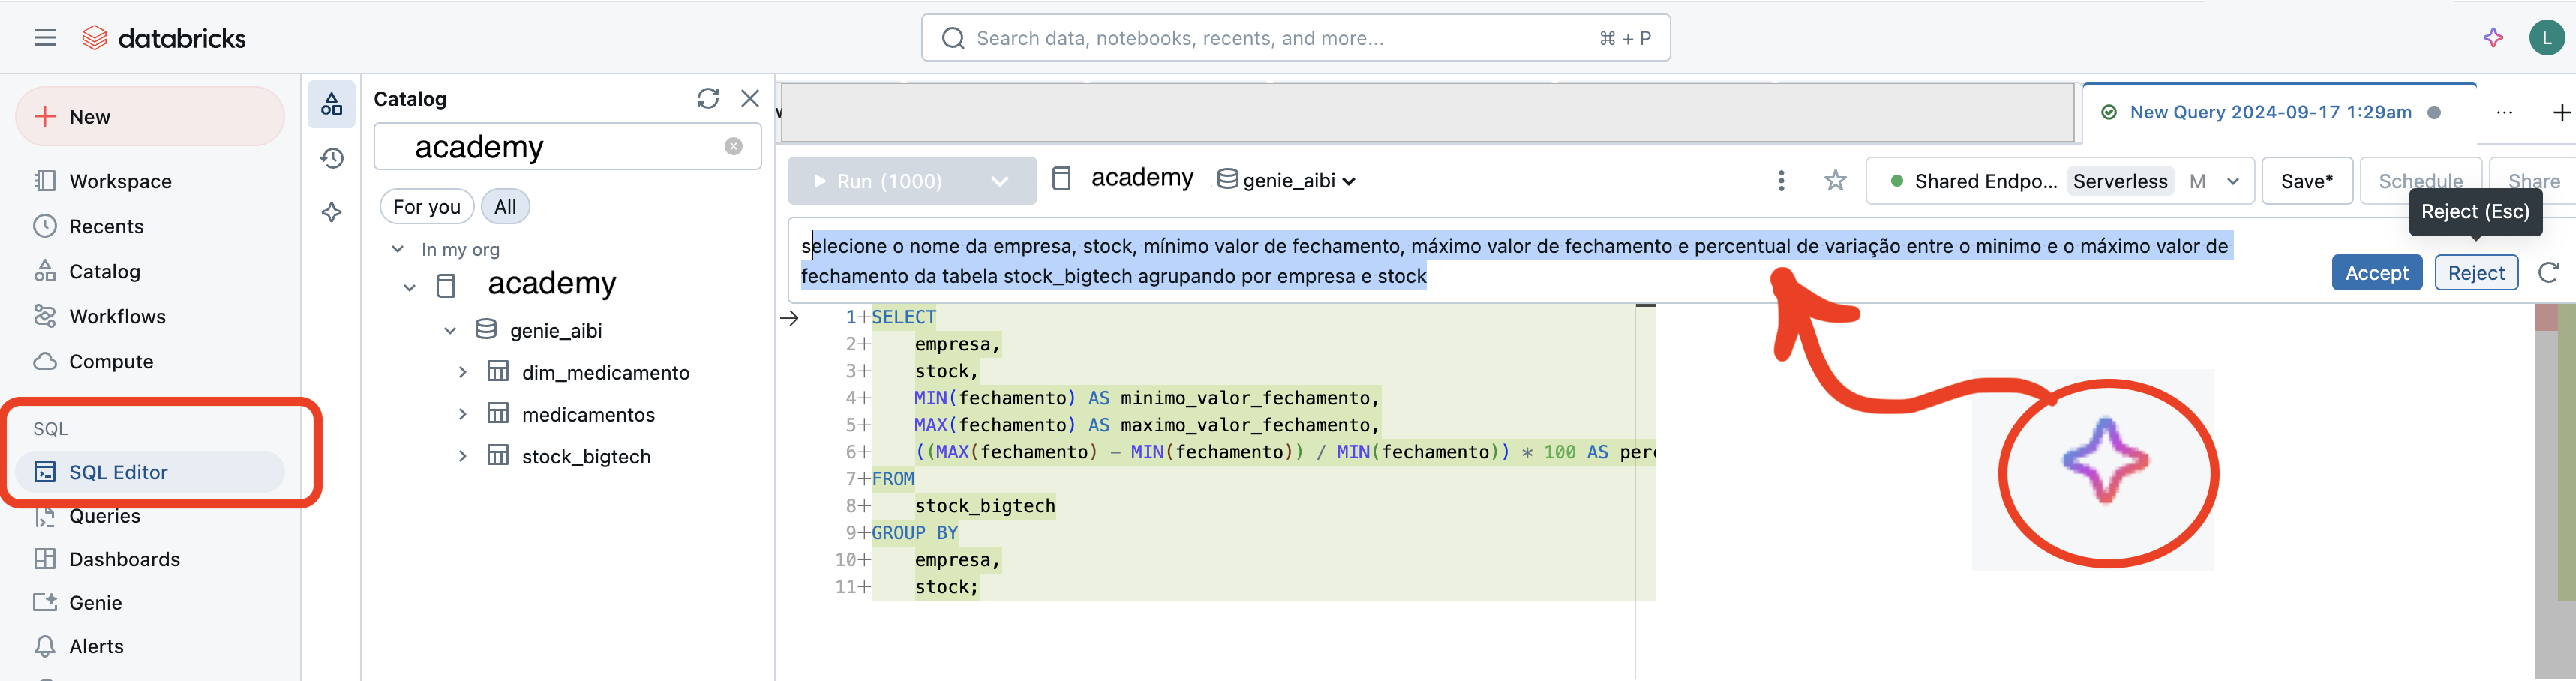 databricks
Search data, notebooks, recents, and more...
⌘ + P
L
New
Workspace
Recents
Catalog
Workflows
Compute
SQL
SQL Editor
Queries
Dashboards
Genie
Alerts
Catalog
academy
For you
All
In my org
academy
genie_aibi
dim_medicamento
medicamentos
stock_bigtech
New Query 2024-09-17 1:29am
Run (1000)
academy
genie_aibi
Shared Endpo... Serverless M
Save*
Schedule
Share
Reject (Esc)
selecione o nome da empresa, stock, mínimo valor de fechamento, máximo valor de fechamento e percentual de variação entre o minimo e o máximo valor de
fechamento da tabela stock_bigtech agrupando por empresa e stock
Accept
Reject
1+SELECT
2+ empresa,
3+ stock,
4+ MIN(fechamento) AS minimo_valor_fechamento,
5+ MAX(fechamento) AS maximo_valor_fechamento,
6+ ((MAX(fechamento) - MIN(fechamento)) / MIN(fechamento)) * 100 AS perc
7+FROM
8+ stock_bigtech
9+GROUP BY
10+ empresa,
11+ stock;